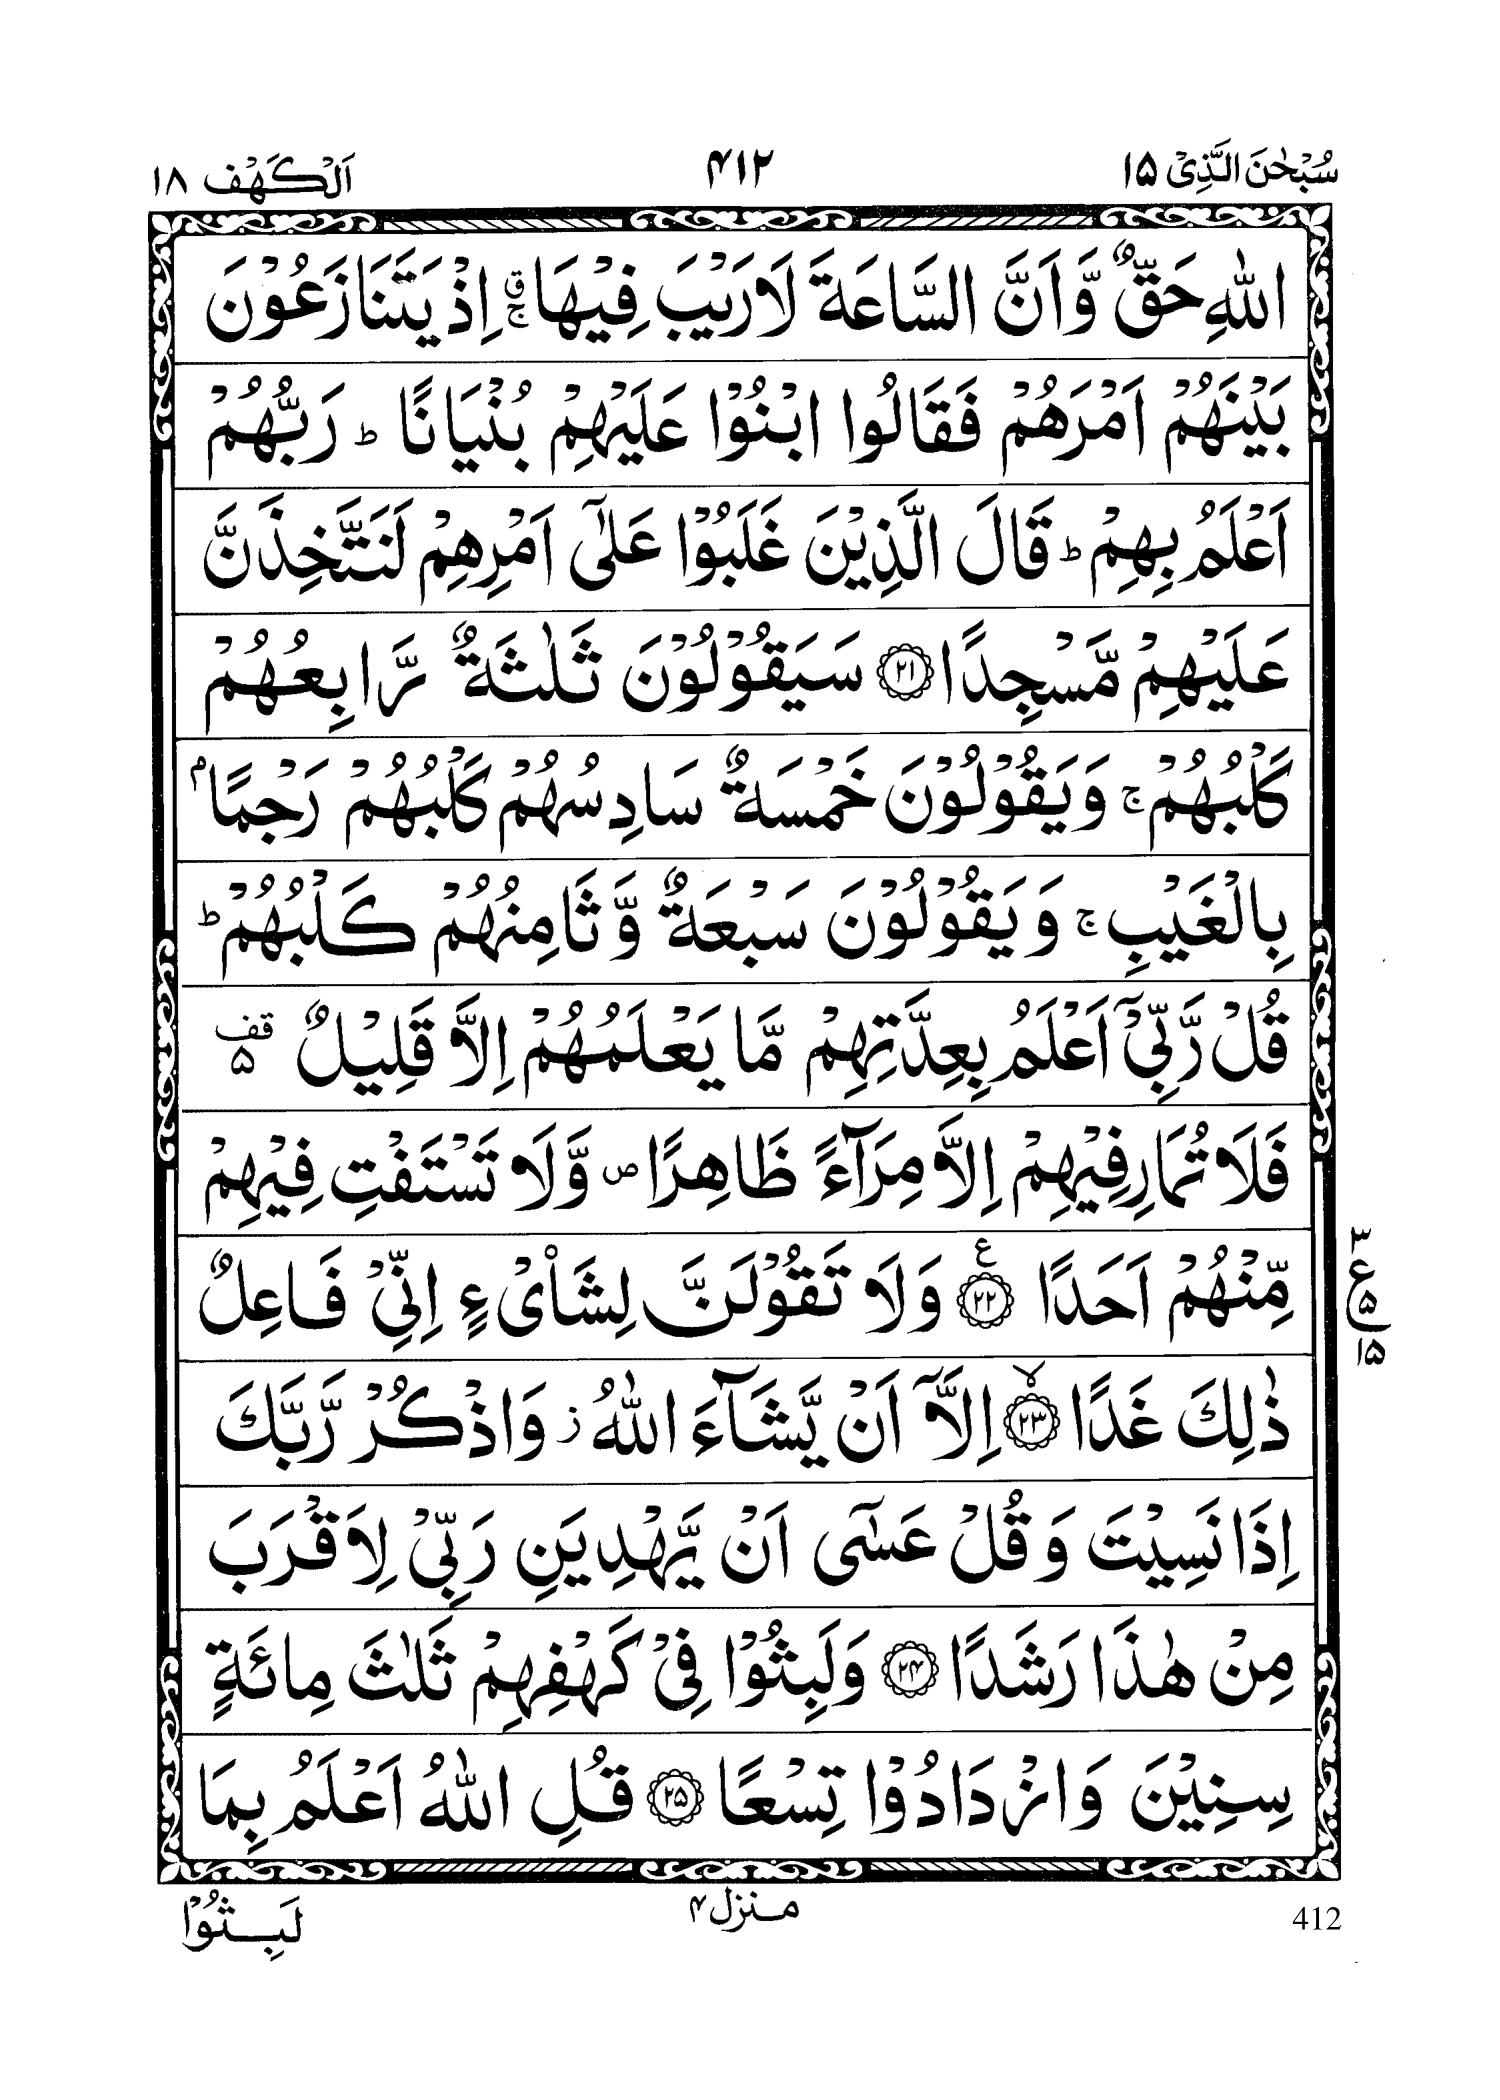 سُبْحٰنَ الَّذِیْ ۱۵
۴۱۲
اَلْكَهْف ۱۸
اللّٰهِ حَقٌّ وَّاَنَّ السَّاعَةَ لَا رَیْبَ فِیْهَا ۚۗ اِذْ یَتَنَازَعُوْنَ
بَیْنَهُمْ اَمْرَهُمْ فَقَالُوا ابْنُوْا عَلَیْهِمْ بُنْیَانًا ؕ رَبُّهُمْ
اَعْلَمُ بِهِمْ ؕ قَالَ الَّذِیْنَ غَلَبُوْا عَلٰۤی اَمْرِهِمْ لَنَتَّخِذَنَّ
عَلَیْهِمْ مَّسْجِدًا ﴿۲۱﴾ سَیَقُوْلُوْنَ ثَلٰثَةٌ رَّابِعُهُمْ
كَلْبُهُمْ ۚ وَیَقُوْلُوْنَ خَمْسَةٌ سَادِسُهُمْ كَلْبُهُمْ رَجْمًۢا
بِالْغَیْبِ ۚ وَیَقُوْلُوْنَ سَبْعَةٌ وَّثَامِنُهُمْ كَلْبُهُمْ ؕ
قُلْ رَّبِّیْۤ اَعْلَمُ بِعِدَّتِهِمْ مَّا یَعْلَمُهُمْ اِلَّا قَلِیْلٌ قف ۵
فَلَا تُمَارِ فِیْهِمْ اِلَّا مِرَآءً ظَاهِرًا ص وَّلَا تَسْتَفْتِ فِیْهِمْ
مِّنْهُمْ اَحَدًا ﴿۲۲﴾ ع وَلَا تَقُوْلَنَّ لِشَاۡیْءٍ اِنِّیْ فَاعِلٌ
ذٰلِكَ غَدًا ﴿۲۳﴾ ۙ اِلَّاۤ اَنْ یَّشَآءَ اللّٰهُ ز وَاذْكُرْ رَّبَّكَ
اِذَا نَسِیْتَ وَقُلْ عَسٰۤی اَنْ یَّهْدِیَنِ رَبِّیْ لِاَقْرَبَ
مِنْ هٰذَا رَشَدًا ﴿۲۴﴾ وَلَبِثُوْا فِیْ كَهْفِهِمْ ثَلٰثَ مِائَةٍ
سِنِیْنَ وَازْدَادُوْا تِسْعًا ﴿۲۵﴾ قُلِ اللّٰهُ اَعْلَمُ بِمَا
۳
ع ۵
۱۵
412
منزل ۴
لَبِثُوْا